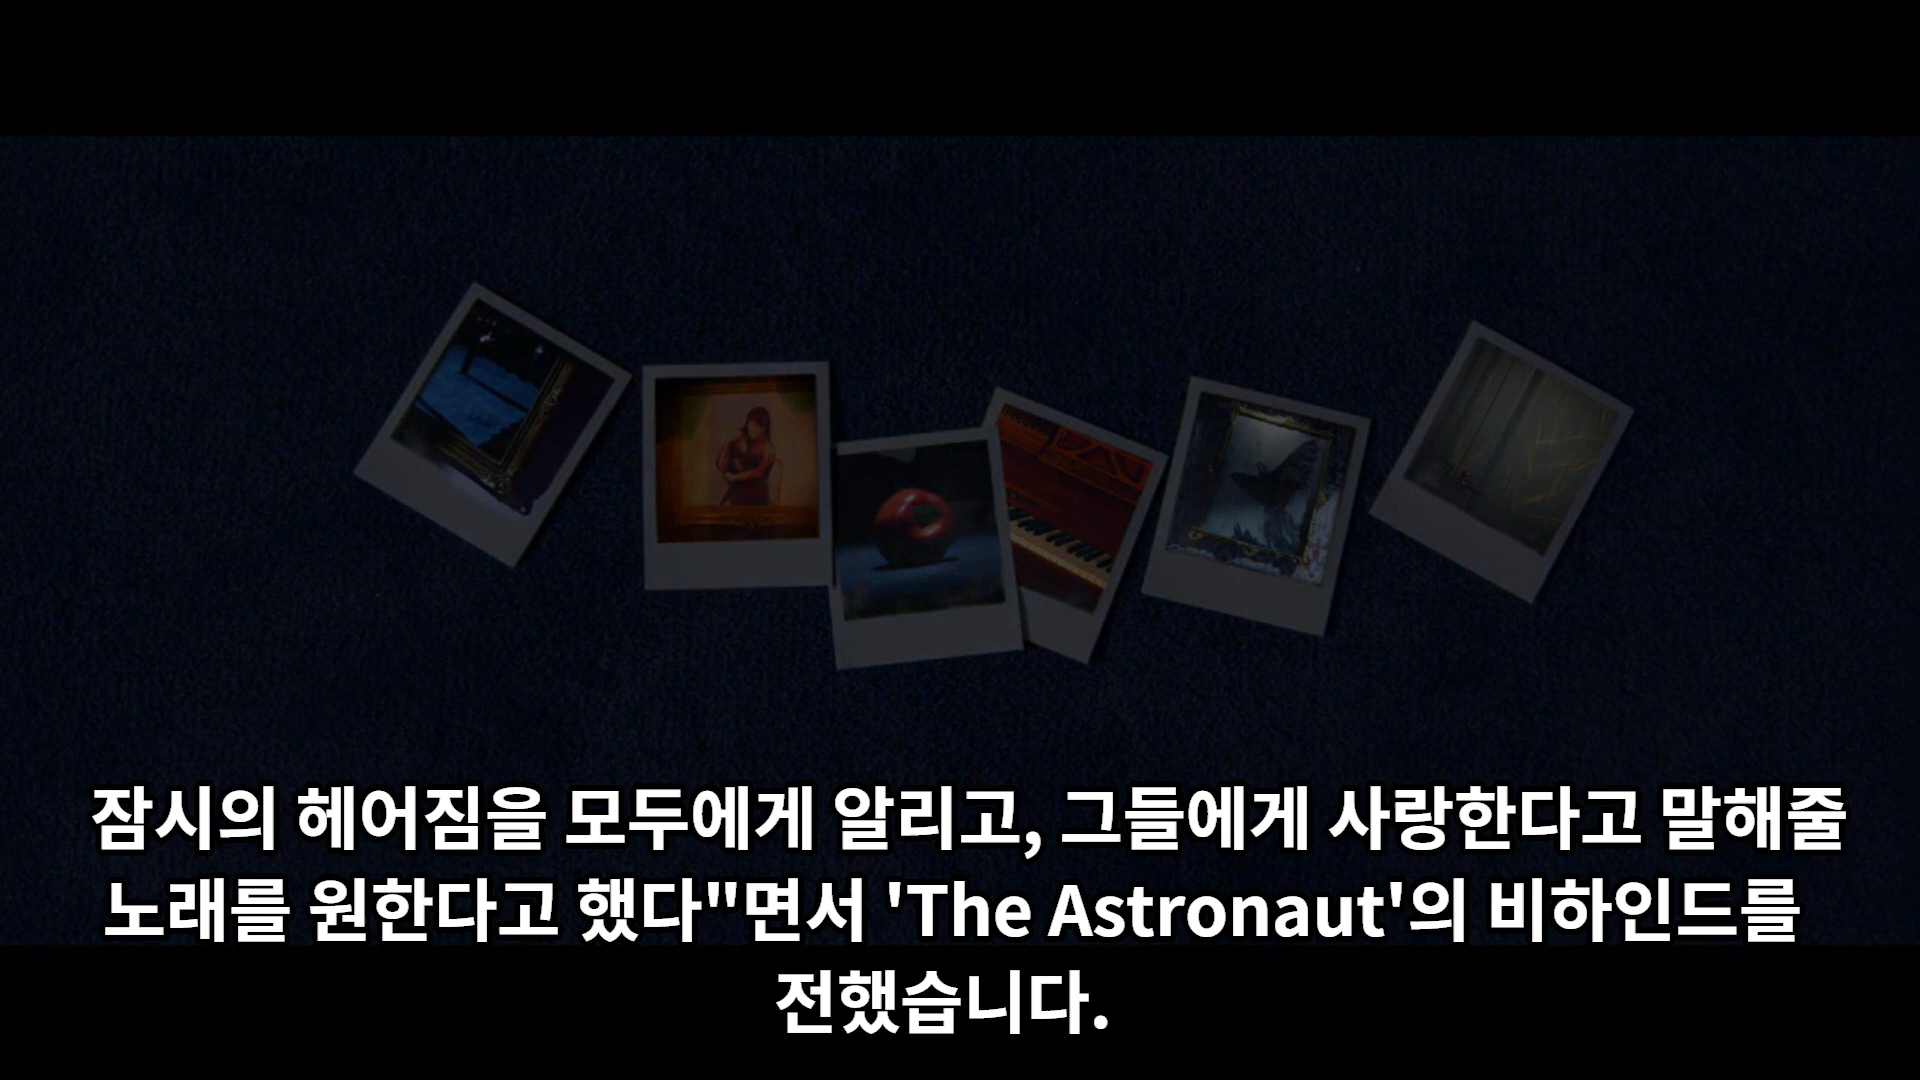 잠시의 헤어짐을 모두에게 알리고, 그들에게 사랑한다고 말해줄
노래를 원한다고 했다"면서 'The Astronaut'의 비하인드를
전했습니다.